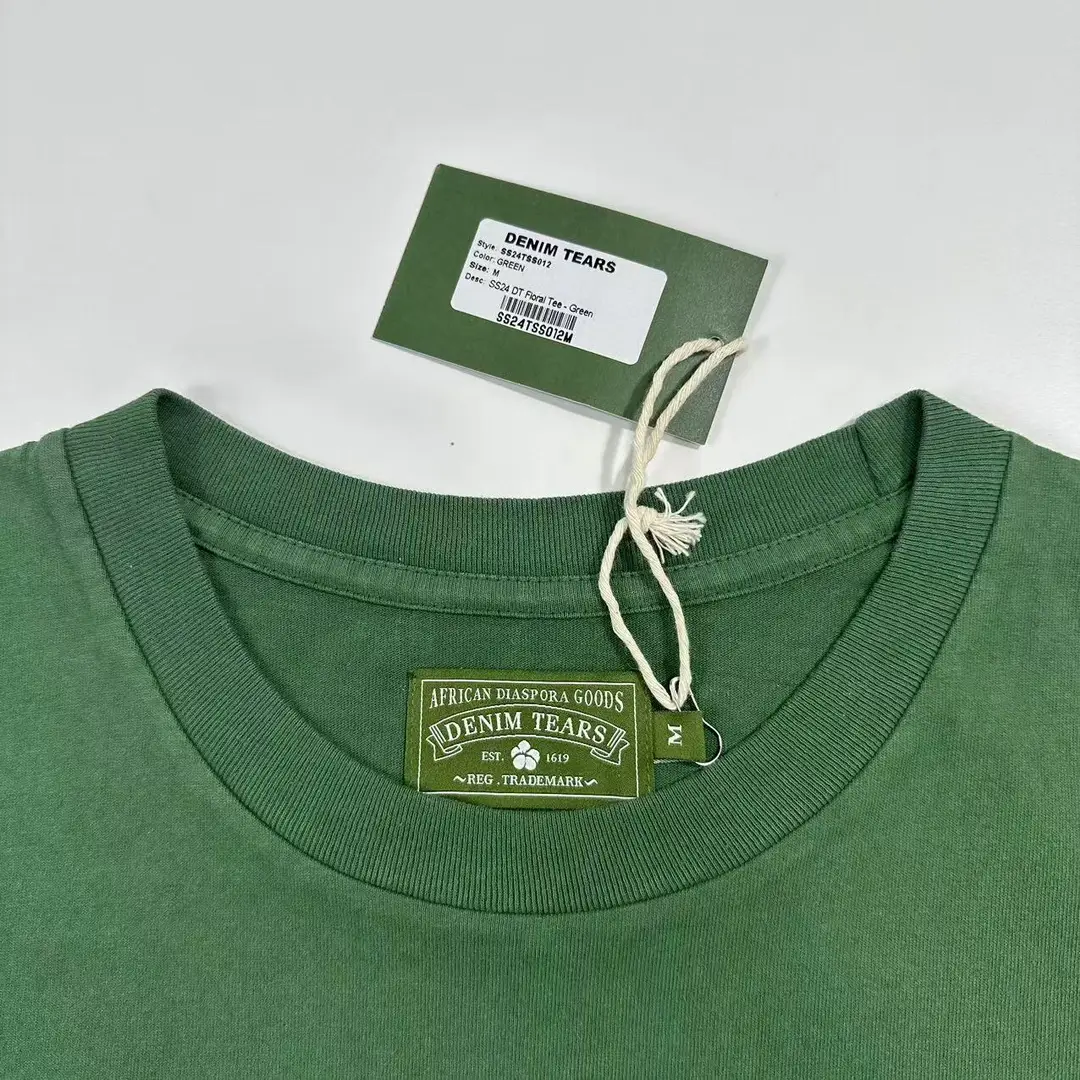 DENIM TEARS
Style: SS24TSS012
Color: GREEN
Size: M
Desc: SS24 DT Floral Tee - Green
SS24TSS012M
AFRICAN DIASPORA GOODS
DENIM TEARS
EST. 1619
~REG . TRADEMARK~
M